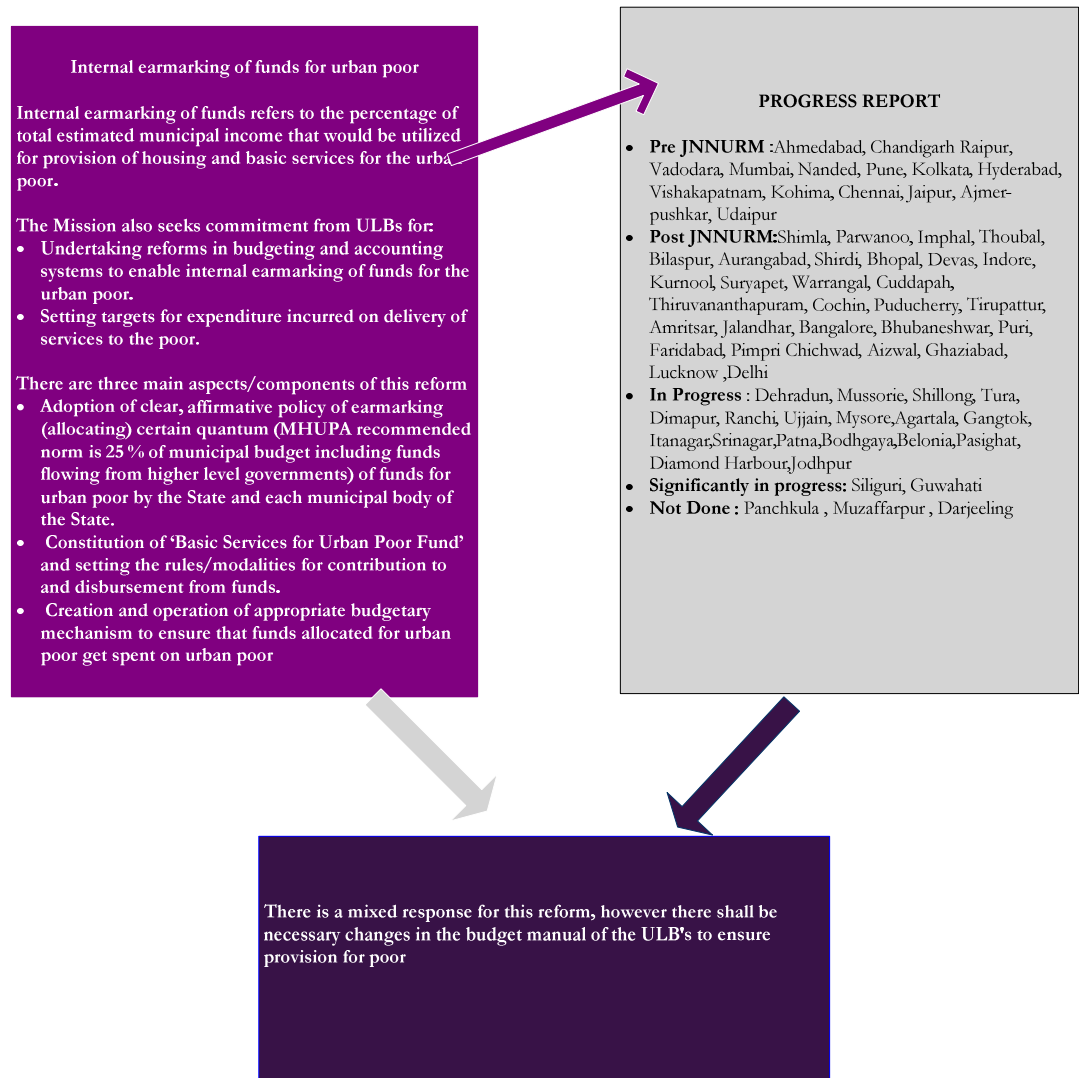 Internal earmarking of funds for urban poor
Internal earmarking of funds refers to the percentage of
total estimated municipal income that would be utilized
for provision of housing and basic services for the urban
poor.
The Mission also seeks commitment from ULBs for:
• Undertaking reforms in budgeting and accounting
systems to enable internal earmarking of funds for the
urban poor.
• Setting targets for expenditure incurred on delivery of
services to the poor.
There are three main aspects/components of this reform
• Adoption of clear, affirmative policy of earmarking
(allocating) certain quantum (MHUPA recommended
norm is 25 % of municipal budget including funds
flowing from higher level governments) of funds for
urban poor by the State and each municipal body of
the State.
• Constitution of ‘Basic Services for Urban Poor Fund’
and setting the rules/modalities for contribution to
and disbursement from funds.
• Creation and operation of appropriate budgetary
mechanism to ensure that funds allocated for urban
poor get spent on urban poor
PROGRESS REPORT
• Pre JNNURM :Ahmedabad, Chandigarh Raipur,
Vadodara, Mumbai, Nanded, Pune, Kolkata, Hyderabad,
Vishakapatnam, Kohima, Chennai, Jaipur, Ajmer-
pushkar, Udaipur
• Post JNNURM:Shimla, Parwanoo, Imphal, Thoubal,
Bilaspur, Aurangabad, Shirdi, Bhopal, Devas, Indore,
Kurnool, Suryapet, Warrangal, Cuddapah,
Thiruvananthapuram, Cochin, Puducherry, Tirupattur,
Amritsar, Jalandhar, Bangalore, Bhubaneshwar, Puri,
Faridabad, Pimpri Chichwad, Aizwal, Ghaziabad,
Lucknow ,Delhi
• In Progress : Dehradun, Mussorie, Shillong, Tura,
Dimapur, Ranchi, Ujjain, Mysore,Agartala, Gangtok,
Itanagar,Srinagar,Patna,Bodhgaya,Belonia,Pasighat,
Diamond Harbour,Jodhpur
• Significantly in progress: Siliguri, Guwahati
• Not Done : Panchkula , Muzaffarpur , Darjeeling
There is a mixed response for this reform, however there shall be
necessary changes in the budget manual of the ULB's to ensure
provision for poor